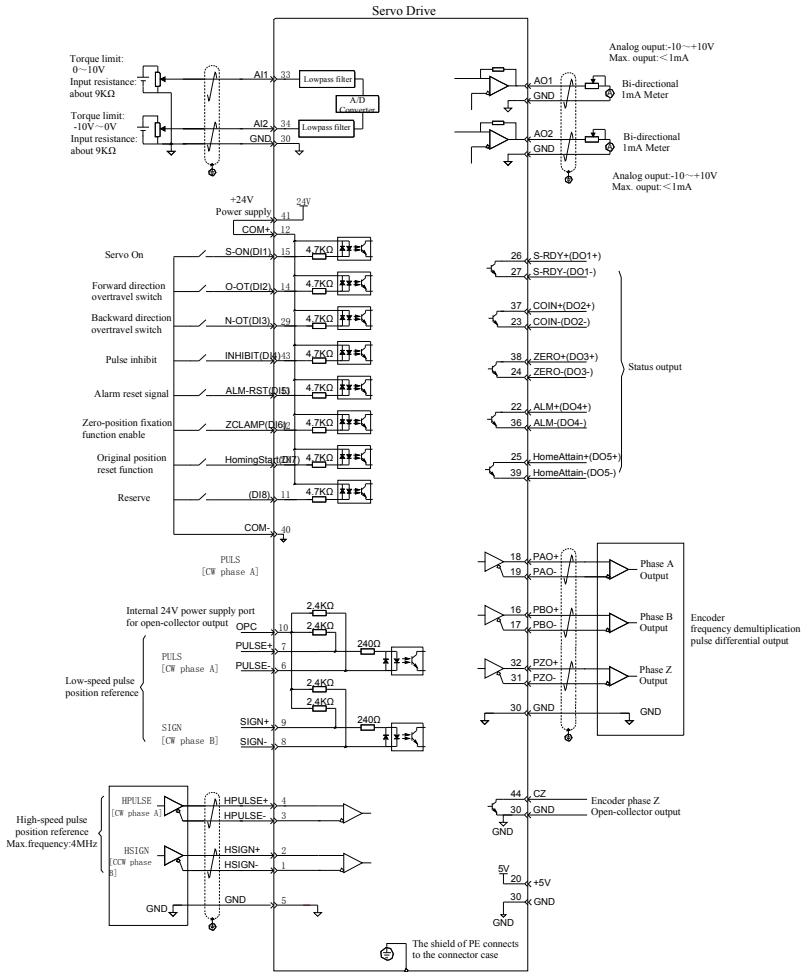 Servo Drive
Torque limit:
0～10V
Input resistance:
about 9KΩ
AI1
33
Lowpass filter
A/D
Converter
Torque limit:
-10V～0V
Input resistance:
about 9KΩ
AI2
34
Lowpass filter
GND
30
Analog ouput:-10～+10V
Max. ouput:＜1mA
AO1
GND
Bi-directional
1mA Meter
AO2
GND
Bi-directional
1mA Meter
Analog ouput:-10～+10V
Max. ouput:＜1mA
+24V
Power supply
24V
41
COM+
12
Servo On
S-ON(DI1)
15
4.7KΩ
Forward direction
overtravel switch
O-OT(DI2)
14
4.7KΩ
Backward direction
overtravel switch
N-OT(DI3)
29
4.7KΩ
Pulse inhibit
INHIBIT(DI4)
43
4.7KΩ
Alarm reset signal
ALM-RST(DI5)
4.7KΩ
Zero-position fixation
function enable
ZCLAMP(DI6)
4.7KΩ
Original position
reset function
HomingStart(DI7)
4.7KΩ
Reserve
(DI8)
11
4.7KΩ
COM-
40
26
S-RDY+(DO1+)
27
S-RDY-(DO1-)
37
COIN+(DO2+)
23
COIN-(DO2-)
38
ZERO+(DO3+)
24
ZERO-(DO3-)
22
ALM+(DO4+)
36
ALM-(DO4-)
25
HomeAttain+(DO5+)
39
HomeAttain-(DO5-)
Status output
PULS
[CW phase A]
Internal 24V power supply port
for open-collector output
OPC
10
2.4KΩ
2.4KΩ
PULSE+
7
240Ω
PULS
[CW phase A]
PULSE-
6
Low-speed pulse
position reference
2.4KΩ
2.4KΩ
SIGN+
9
240Ω
SIGN
[CW phase B]
SIGN-
8
18
PAO+
19
PAO-
Phase A
Output
16
PBO+
17
PBO-
Phase B
Output
32
PZO+
31
PZO-
Phase Z
Output
30
GND
GND
Encoder
frequency demultiplication
pulse differential output
High-speed pulse
position reference
Max.frequency:4MHz
HPULSE
[CW phase A]
HPULSE+
4
HPULSE-
3
HSIGN
[CCW phase
B]
HSIGN+
2
HSIGN-
1
GND
GND
5
44
CZ
30
GND
GND
Encoder phase Z
Open-collector output
5V
20
+5V
30
GND
GND
The shield of PE connects
to the connector case